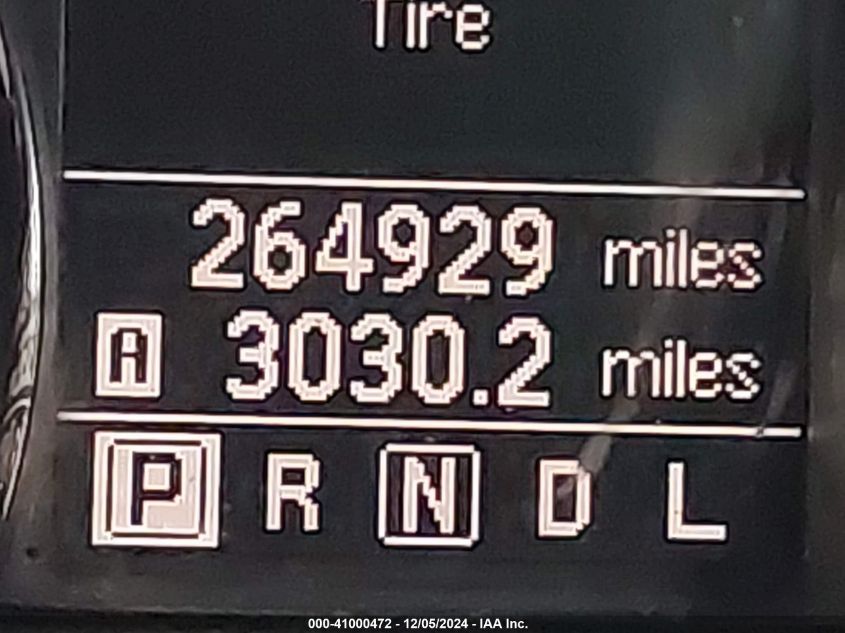 Tire
264929 miles
A 3030.2 miles
P R N D L
000-41000472 - 12/05/2024 - IAA Inc.